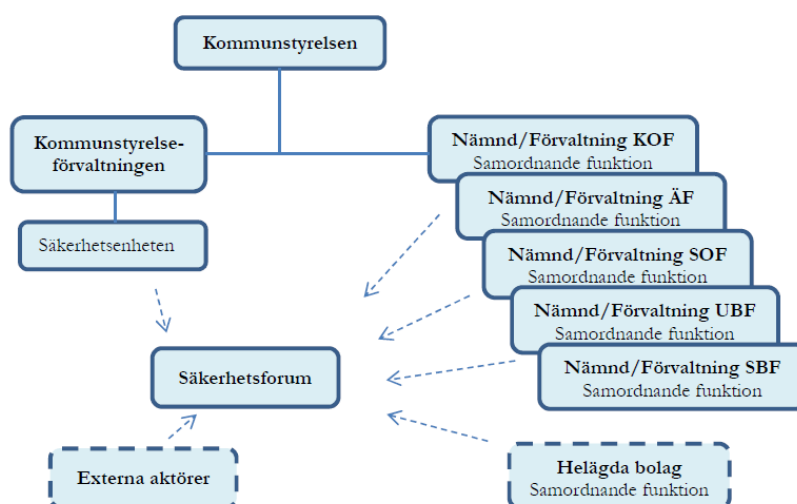 Kommunstyrelsen
Kommunstyrelse-
förvaltningen
Säkerhetsenheten
Nämnd/Förvaltning KOF
Samordnande funktion
Nämnd/Förvaltning ÄF
Samordnande funktion
Nämnd/Förvaltning SOF
Samordnande funktion
Nämnd/Förvaltning UBF
Samordnande funktion
Nämnd/Förvaltning SBF
Samordnande funktion
Säkerhetsforum
Externa aktörer
Helägda bolag
Samordnande funktion